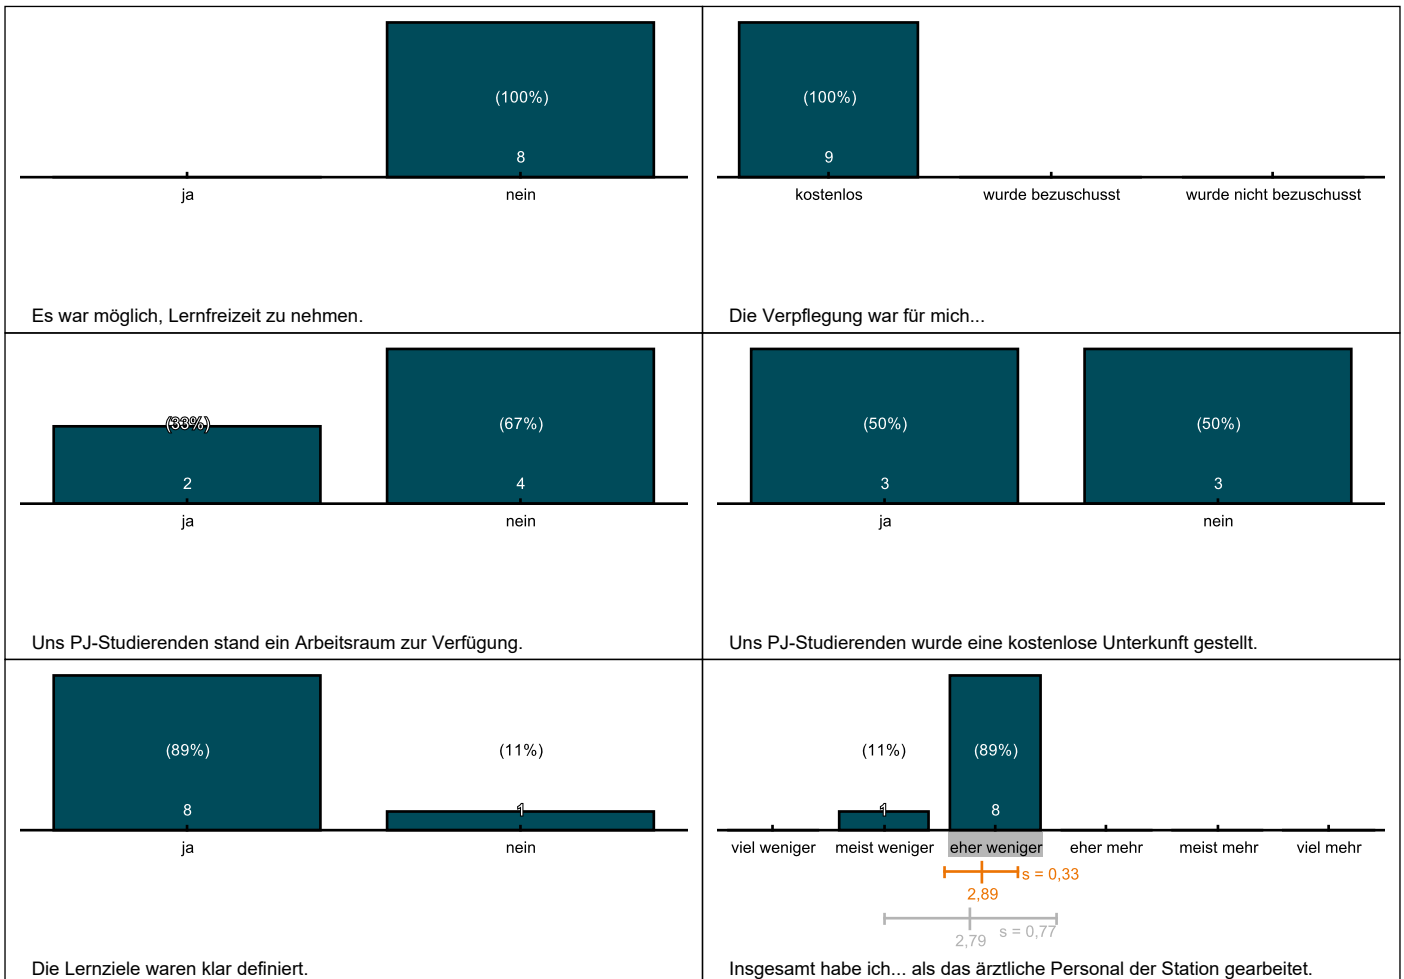 (100%)
8
ja
nein
Es war möglich, Lernfreizeit zu nehmen.
(100%)
9
kostenlos
wurde bezuschusst
wurde nicht bezuschusst
Die Verpflegung war für mich...
(33%)
2
ja
(67%)
4
nein
Uns PJ-Studierenden stand ein Arbeitsraum zur Verfügung.
(50%)
3
ja
(50%)
3
nein
Uns PJ-Studierenden wurde eine kostenlose Unterkunft gestellt.
(89%)
8
ja
(11%)
1
nein
Die Lernziele waren klar definiert.
(11%)
(89%)
1
8
viel weniger
meist weniger
eher weniger
eher mehr
meist mehr
viel mehr
s = 0,33
2,89
s = 0,77
2,79
Insgesamt habe ich... als das ärztliche Personal der Station gearbeitet.